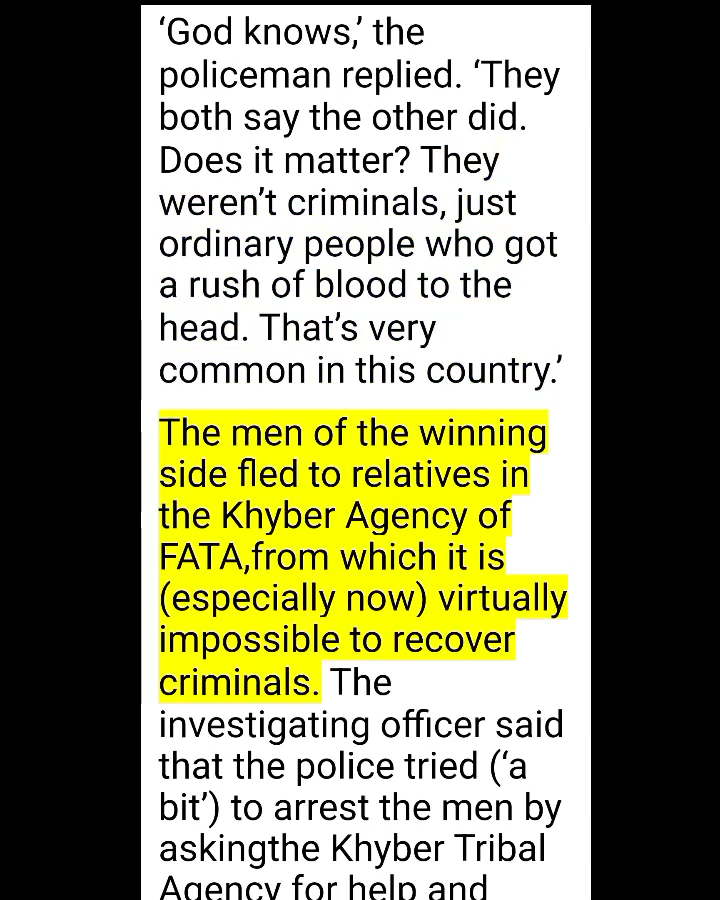 ‘God knows,’ the
policeman replied. ‘They
both say the other did.
Does it matter? They
weren’t criminals, just
ordinary people who got
a rush of blood to the
head. That’s very
common in this country.’
The men of the winning
side fled to relatives in
the Khyber Agency of
FATA,from which it is
(especially now) virtually
impossible to recover
criminals. The
investigating officer said
that the police tried (‘a
bit’) to arrest the men by
askingthe Khyber Tribal
Agency for help and